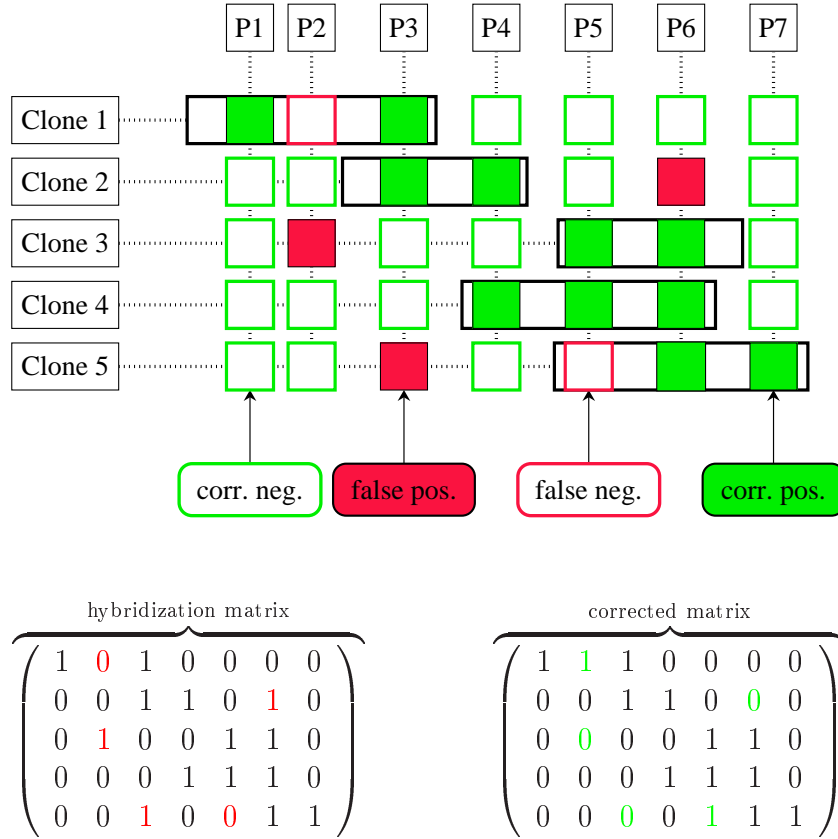 P1 P2 P3 P4 P5 P6 P7
Clone 1
Clone 2
Clone 3
Clone 4
Clone 5
corr. neg. false pos. false neg. corr. pos.
hybridization matrix corrected matrix
1 0 1 0 0 0 0 1 1 1 0 0 0 0
0 0 1 1 0 1 0 0 0 1 1 0 0 0
0 1 0 0 1 1 0 0 0 0 0 1 1 0
0 0 0 1 1 1 0 0 0 0 1 1 1 0
0 0 1 0 0 1 1 0 0 0 0 1 1 1